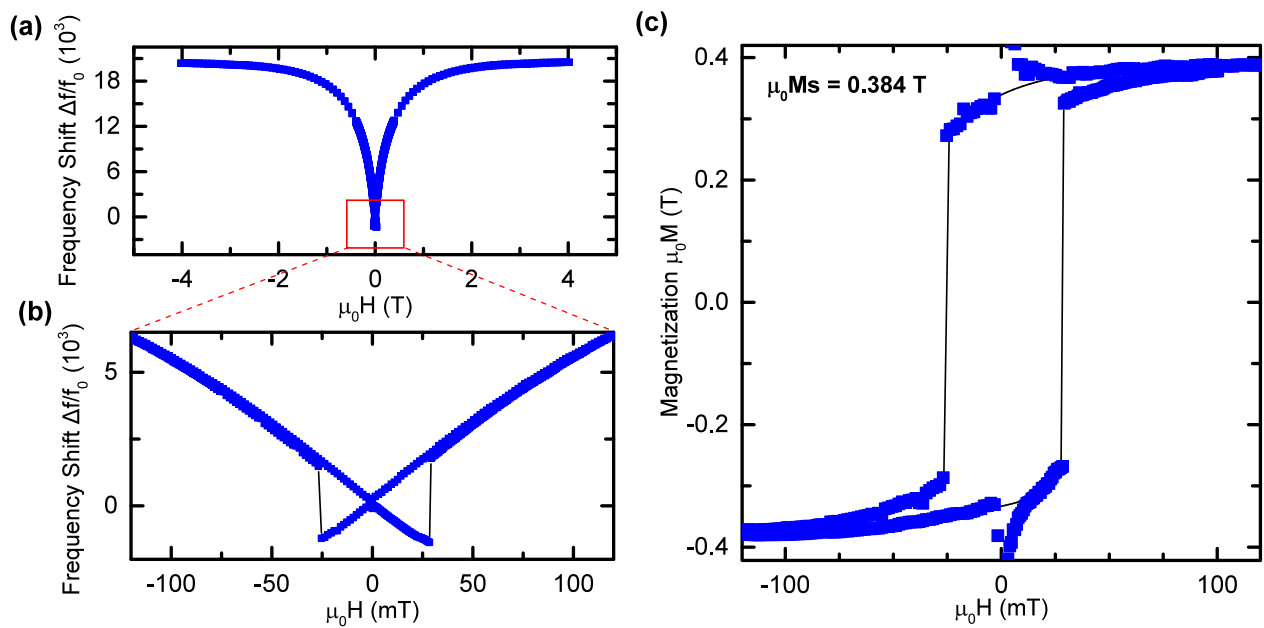 (a)
Frequency Shift Δf/f₀ (10³)
18
12
6
0
-4
-2
0
2
4
μ₀H (T)
(b)
Frequency Shift Δf/f₀ (10³)
5
0
-100
-50
0
50
100
μ₀H (mT)
(c)
Magnetization μ₀M (T)
0.4
0.2
0.0
-0.2
-0.4
μ₀Ms = 0.384 T
-100
0
100
μ₀H (mT)